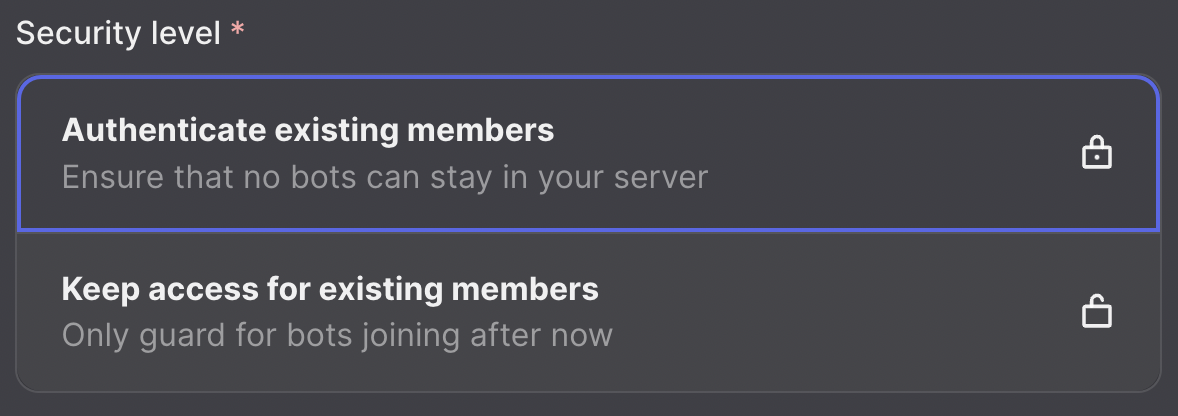 Security level *
Authenticate existing members
Ensure that no bots can stay in your server
Keep access for existing members
Only guard for bots joining after now